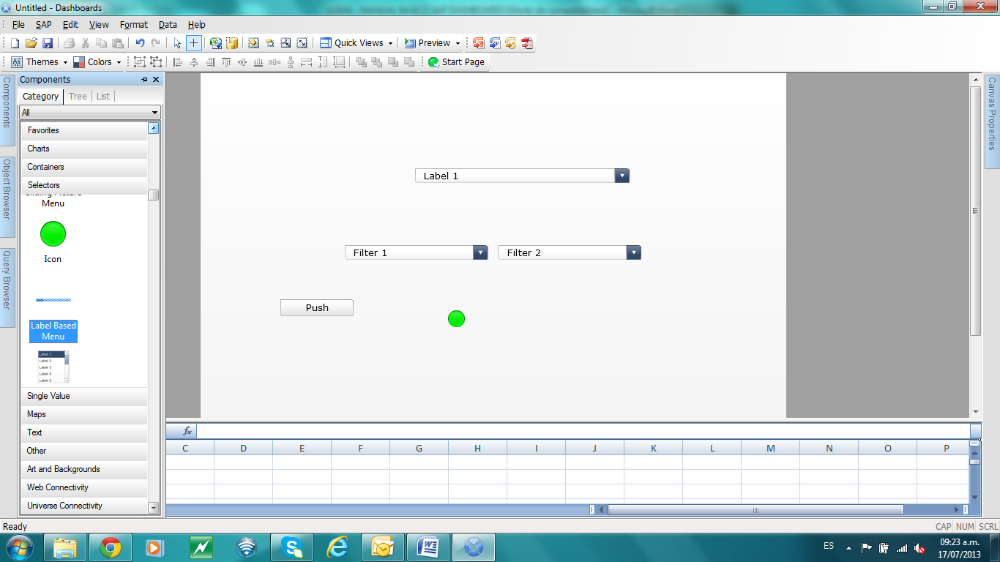 Untitled - Dashboards
File SAP Edit View Format Data Help
Quick Views Preview
Themes Colors Start Page
Components
Object Browser
Query Browser
Components
Category Tree List
All
Favorites
Charts
Containers
Selectors
Menu
Icon
Label Based
Menu
Label 1
Label 2
Label 3
Label 4
Label 5
Single Value
Maps
Text
Other
Art and Backgrounds
Web Connectivity
Universe Connectivity
Label 1
Filter 1 Filter 2
Push
Canvas Properties
fx
C D E F G H I J K L M N O P
Ready CAP NUM SCRL
ES 09:23 a.m.
17/07/2013